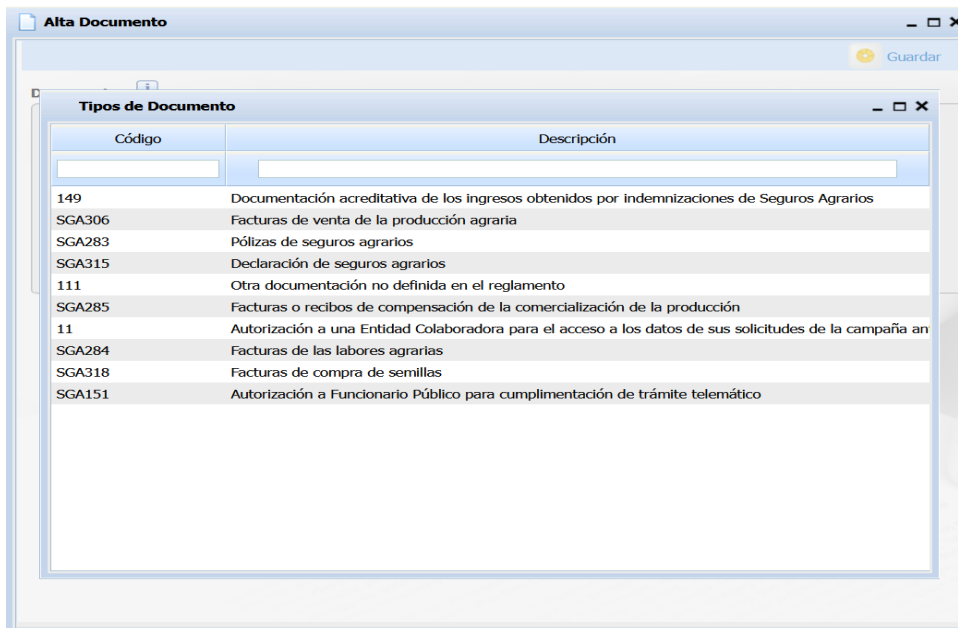 Alta Documento
Guardar
Tipos de Documento
Código Descripción
149 Documentación acreditativa de los ingresos obtenidos por indemnizaciones de Seguros Agrarios
SGA306 Facturas de venta de la producción agraria
SGA283 Pólizas de seguros agrarios
SGA315 Declaración de seguros agrarios
111 Otra documentación no definida en el reglamento
SGA285 Facturas o recibos de compensación de la comercialización de la producción
11 Autorización a una Entidad Colaboradora para el acceso a los datos de sus solicitudes de la campaña an
SGA284 Facturas de las labores agrarias
SGA318 Facturas de compra de semillas
SGA151 Autorización a Funcionario Público para cumplimentación de trámite telemático